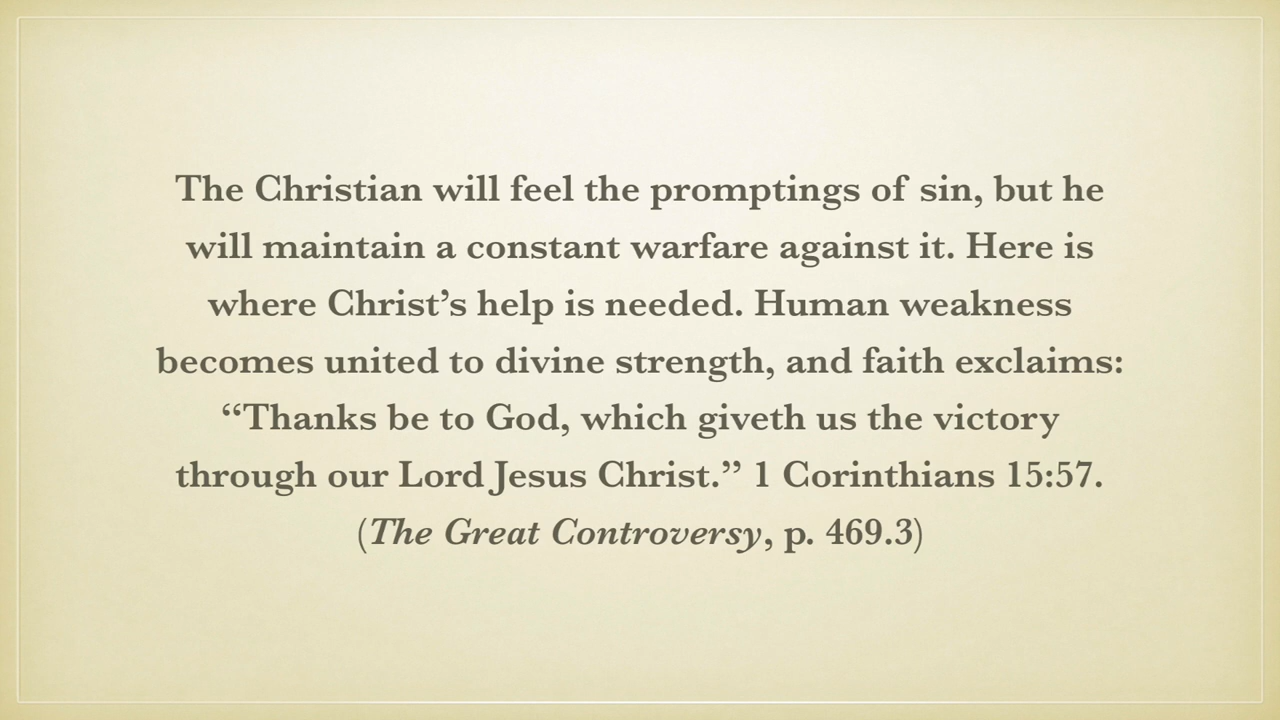 The Christian will feel the promptings of sin, but he
will maintain a constant warfare against it. Here is
where Christ’s help is needed. Human weakness
becomes united to divine strength, and faith exclaims:
“Thanks be to God, which giveth us the victory
through our Lord Jesus Christ.” 1 Corinthians 15:57.
(The Great Controversy, p. 469.3)